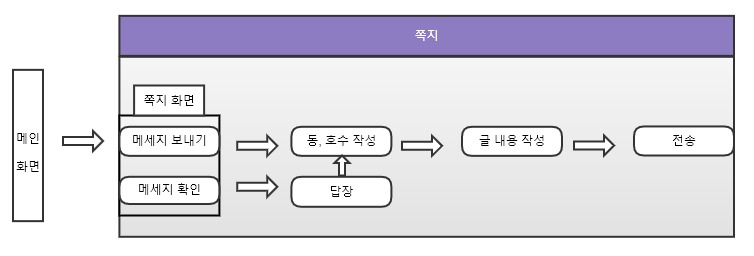 쪽지
쪽지 화면
메인
화면
메세지 보내기
동, 호수 작성
글 내용 작성
전송
메세지 확인
답장